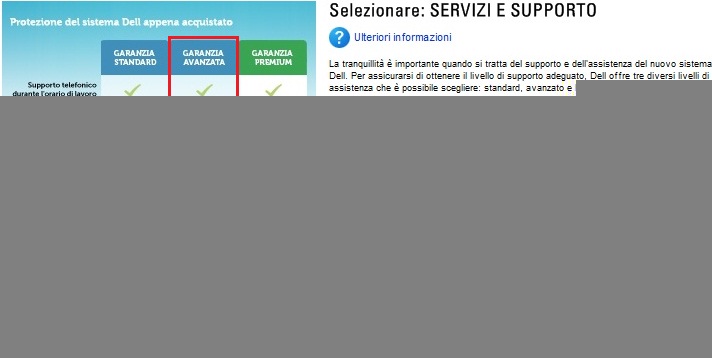 Protezione del sistema Dell appena acquistato
GARANZIA STANDARD
GARANZIA AVANZATA
GARANZIA PREMIUM
Supporto telefonico
durante l'orario di lavoro
Selezionare: SERVIZI E SUPPORTO
? Ulteriori informazioni
La tranquillità è importante quando si tratta del supporto e dell'assistenza del nuovo sistema
Dell. Per assicurarsi di ottenere il livello di supporto adeguato, Dell offre tre diversi livelli di
assistenza che è possibile scegliere: standard, avanzato e